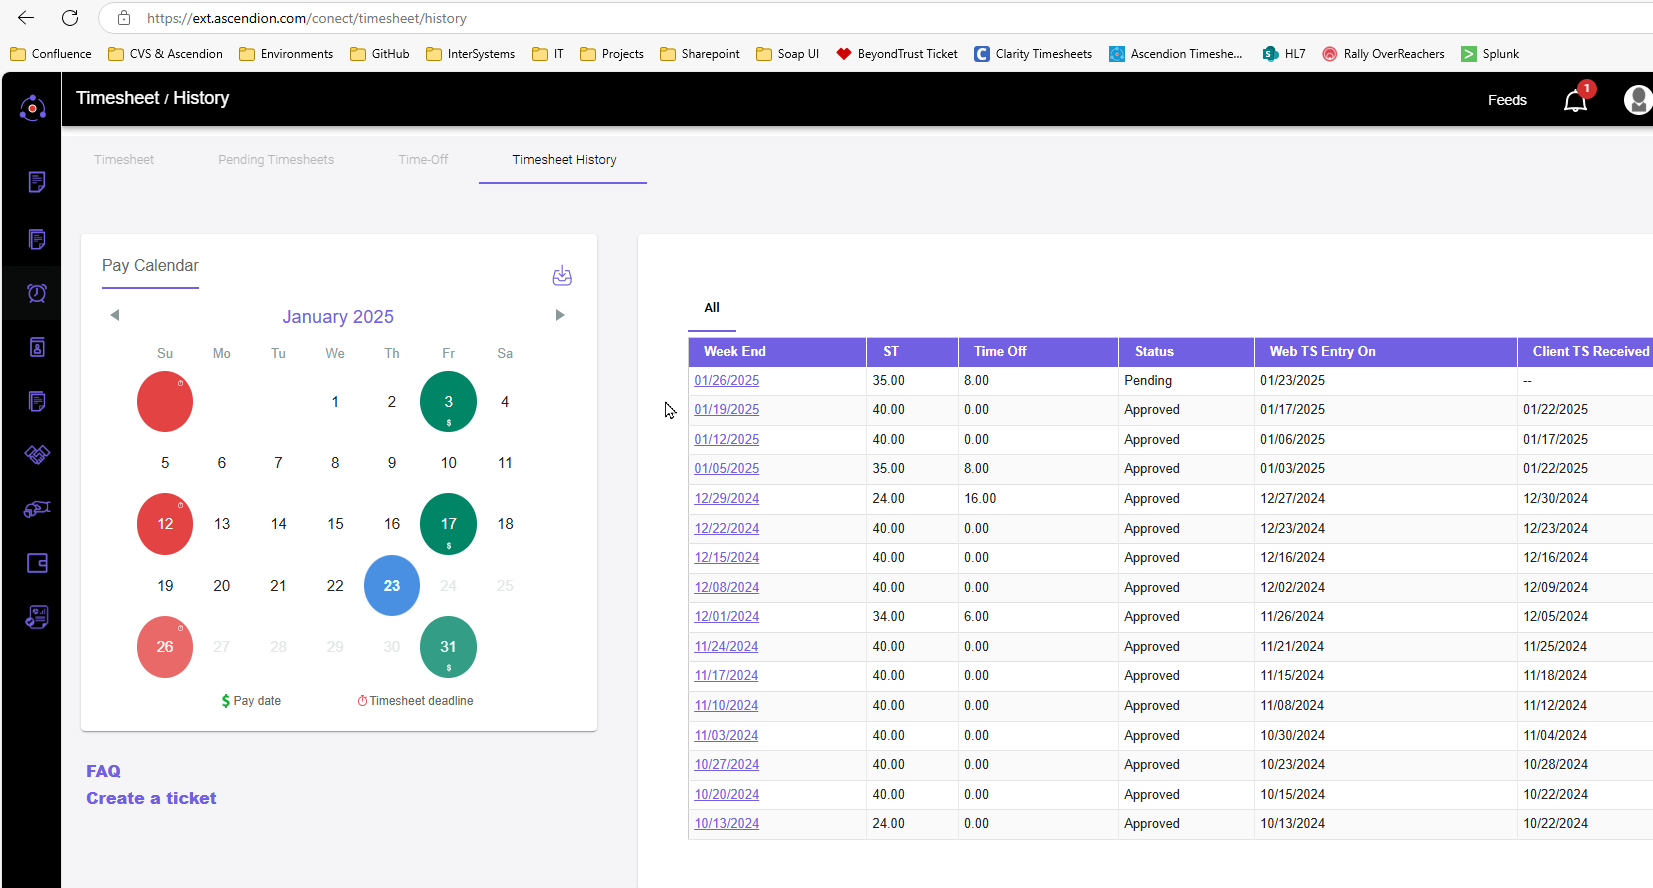 https://ext.ascendion.com/conect/timesheet/history
Confluence CVS & Ascendion Environments GitHub InterSystems IT Projects Sharepoint Soap UI BeyondTrust Ticket Clarity Timesheets Ascendion Timeshe... HL7 Rally OverReachers Splunk
Timesheet / History Feeds 1
Timesheet Pending Timesheets Time-Off Timesheet History
Pay Calendar
January 2025
Su Mo Tu We Th Fr Sa
1 2 3 4
$
5 6 7 8 9 10 11
12 13 14 15 16 17 18
$
19 20 21 22 23 24 25
26 27 28 29 30 31
$
$ Pay date Timesheet deadline
FAQ
Create a ticket
All
Week End ST Time Off Status Web TS Entry On Client TS Received
01/26/2025 35.00 8.00 Pending 01/23/2025 --
01/19/2025 40.00 0.00 Approved 01/17/2025 01/22/2025
01/12/2025 40.00 0.00 Approved 01/06/2025 01/17/2025
01/05/2025 35.00 8.00 Approved 01/03/2025 01/22/2025
12/29/2024 24.00 16.00 Approved 12/27/2024 12/30/2024
12/22/2024 40.00 0.00 Approved 12/23/2024 12/23/2024
12/15/2024 40.00 0.00 Approved 12/16/2024 12/16/2024
12/08/2024 40.00 0.00 Approved 12/02/2024 12/09/2024
12/01/2024 34.00 6.00 Approved 11/26/2024 12/05/2024
11/24/2024 40.00 0.00 Approved 11/21/2024 11/25/2024
11/17/2024 40.00 0.00 Approved 11/15/2024 11/18/2024
11/10/2024 40.00 0.00 Approved 11/08/2024 11/12/2024
11/03/2024 40.00 0.00 Approved 10/30/2024 11/04/2024
10/27/2024 40.00 0.00 Approved 10/23/2024 10/28/2024
10/20/2024 40.00 0.00 Approved 10/15/2024 10/22/2024
10/13/2024 24.00 0.00 Approved 10/13/2024 10/22/2024